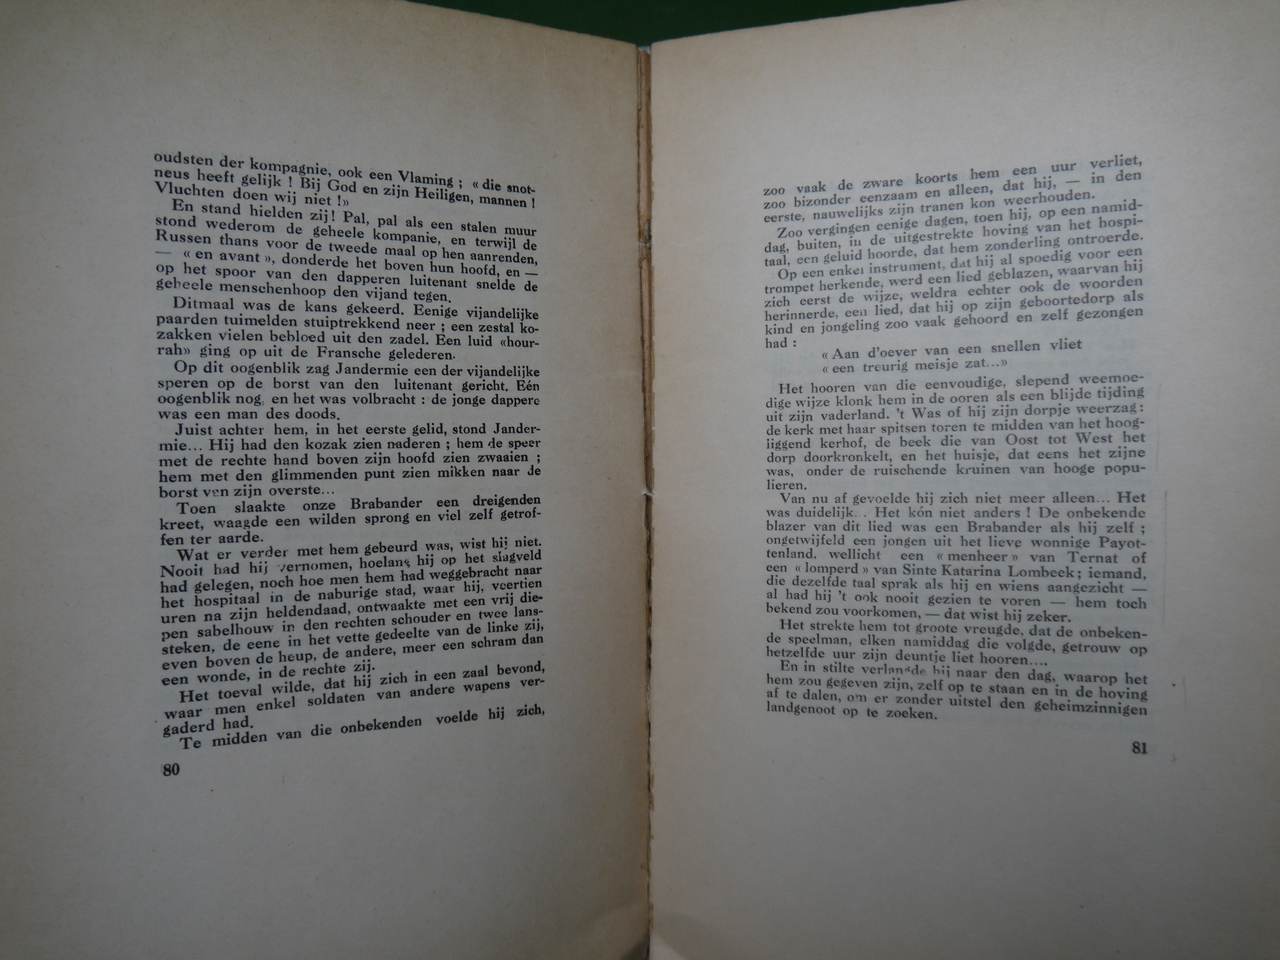 oudsten der kompagnie, ook een Vlaming ; « die snot-
neus heeft gelijk ! Bij God en zijn Heiligen, mannen !
Vluchten doen wij niet !»
En stand hielden zij! Pal, pal als een stalen muur
stond wederom de geheele kompanie, en terwijl de
Russen thans voor de tweede maal op hen aanrenden,
— « en avant », donderde het boven hun hoofd, en —
op het spoor van den dapperen luitenant snelde de
geheele menschenhoop den vijand tegen.
Ditmaal was de kans gekeerd. Eenige vijandelijke
paarden tuimelden stuiptrekkend neer ; een zestal ko-
zakken vielen bebloed uit den zadel. Een luid «hour-
rah» ging op uit de Fransche gelederen.
Op dit oogenblik zag Jandermie een der vijandelijke
speren op de borst van den luitenant gericht. Eén
oogenblik nog, en het was volbracht : de jonge dappere
was een man des doods.
Juist achter hem, in het eerste gelid, stond Jander-
mie... Hij had den kozak zien naderen ; hem de speer
met de rechte hand boven zijn hoofd zien zwaaien ;
hem met den glimmenden punt zien mikken naar de
borst van zijn overste...
Toen slaakte onze Brabander een dreigenden
kreet, waagde een wilden sprong en viel zelf getrof-
fen ter aarde.
Wat er verder met hem gebeurd was, wist hij niet.
Nooit had hij vernomen, hoelang hij op het slagveld
had gelegen, noch hoe men hem had weggebracht naar
het hospitaal in de naburige stad, waar hij, veertien
uren na zijn heldendaad, ontwaakte met een vrij die-
pen sabelhouw in den rechten schouder en twee lans-
steken, de eene in het vette gedeelte van de linke zij,
even boven de heup, de andere, meer een schram dan
een wonde, in de rechte zij.
Het toeval wilde, dat hij zich in een zaal bevond,
waar men enkel soldaten van andere wapens ver-
gaderd had.
Te midden van die onbekenden voelde hij zich,
80
zoo vaak de zware koorts hem een uur verliet,
zoo bizonder eenzaam en alleen, dat hij, — in den
eerste, nauwelijks zijn tranen kon weerhouden.
Zoo vergingen eenige dagen, toen hij, op een namid-
dag, buiten, in de uitgestrekte hoving van het hospi-
taal, een geluid hoorde, dat hem zonderling ontroerde.
Op een enkel instrument, dat hij al spoedig voor een
trompet herkende, werd een lied geblazen, waarvan hij
zich eerst de wijze, weldra echter ook de woorden
herinnerde, een lied, dat hij op zijn geboortedorp als
kind en jongeling zoo vaak gehoord en zelf gezongen
had :
« Aan d'oever van een snellen vliet
« een treurig meisje zat...»
Het hooren van die eenvoudige, slepend weemoe-
dige wijze klonk hem in de ooren als een blijde tijding
uit zijn vaderland. 't Was of hij zijn dorpje weerzag :
de kerk met haar spitsen toren te midden van het hoog-
liggend kerhof, de beek die van Oost tot West het
dorp doorkronkelt, en het huisje, dat eens het zijne
was, onder de ruischende kruinen van hooge popu-
lieren.
Van nu af gevoelde hij zich niet meer alleen... Het
was duidelijk... Het kón niet anders ! De onbekende
blazer van dit lied was een Brabander als hij zelf ;
ongetwijfeld een jongen uit het lieve wonnige Payot-
tenland, wellicht een « menheer » van Ternat of
een « lomperd » van Sinte Katarina Lombeek ; iemand,
die dezelfde taal sprak als hij en wiens aangezicht —
al had hij 't ook nooit gezien te voren — hem toch
bekend zou voorkomen, — dat wist hij zeker.
Het strekte hem tot groote vreugde, dat de onbeken-
de speelman, elken namiddag die volgde, getrouw op
hetzelfde uur zijn deuntje liet hooren....
En in stilte verlangde hij naar den dag, waarop het
hem zou gegeven zijn, zelf op te staan en in de hoving
af te dalen, om er zonder uitstel den geheimzinnigen
landgenoot op te zoeken.
81